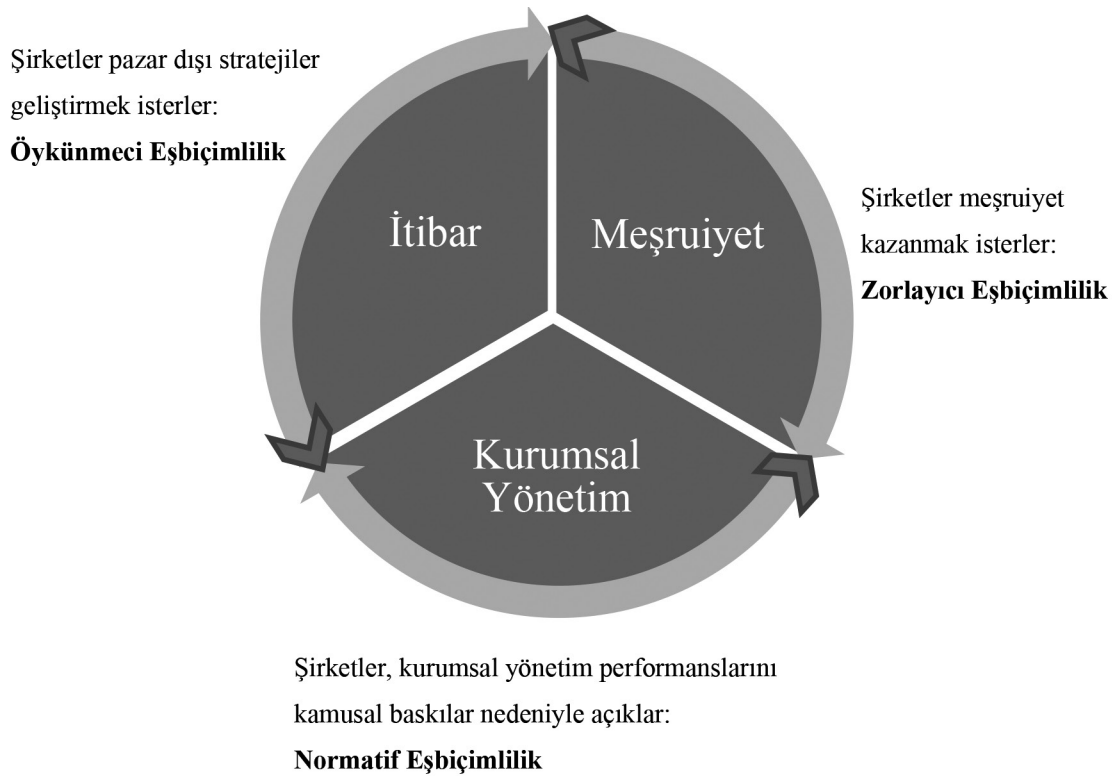 Şirketler pazar dışı stratejiler
geliştirmek isterler:
Öykünmeci Eşbiçimlilik
İtibar
Meşruiyet
Şirketler meşruiyet
kazanmak isterler:
Zorlayıcı Eşbiçimlilik
Kurumsal
Yönetim
Şirketler, kurumsal yönetim performanslarını
kamusal baskılar nedeniyle açıklar:
Normatif Eşbiçimlilik